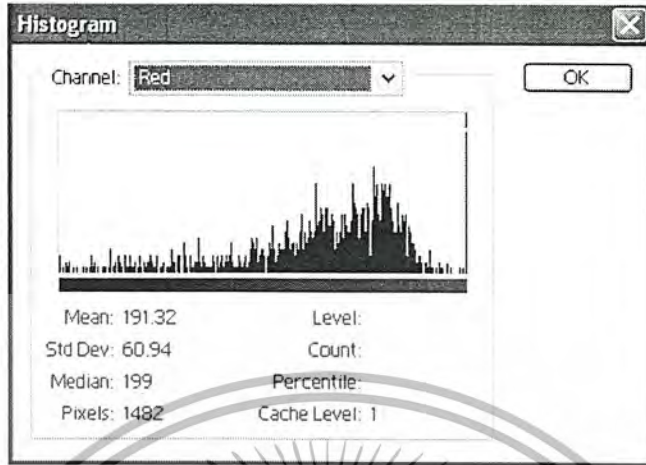 Histogram
Channel: Red
OK
Mean: 191.32 Level:
Std Dev: 60.94 Count:
Median: 199 Percentile:
Pixels: 1482 Cache Level: 1